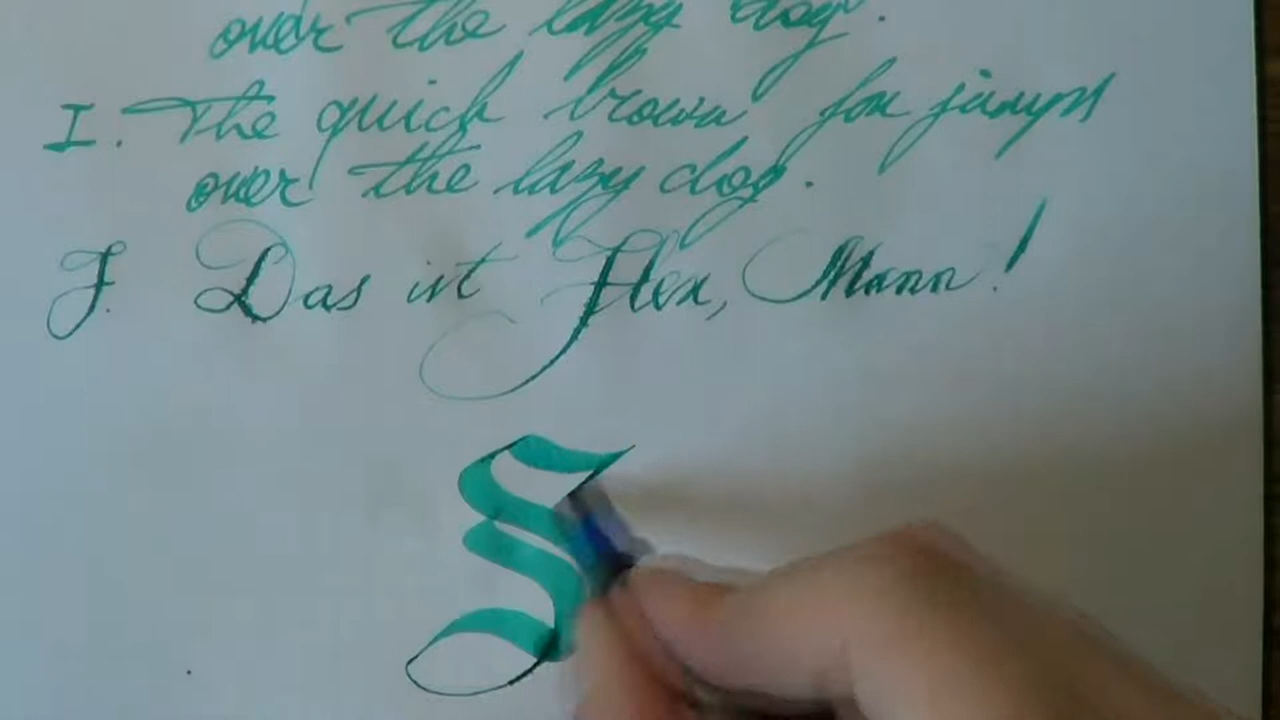 over the lazy dog.
I. The quick brown fox jumps
over the lazy dog.
J. Das ist Flex, Mann!
S